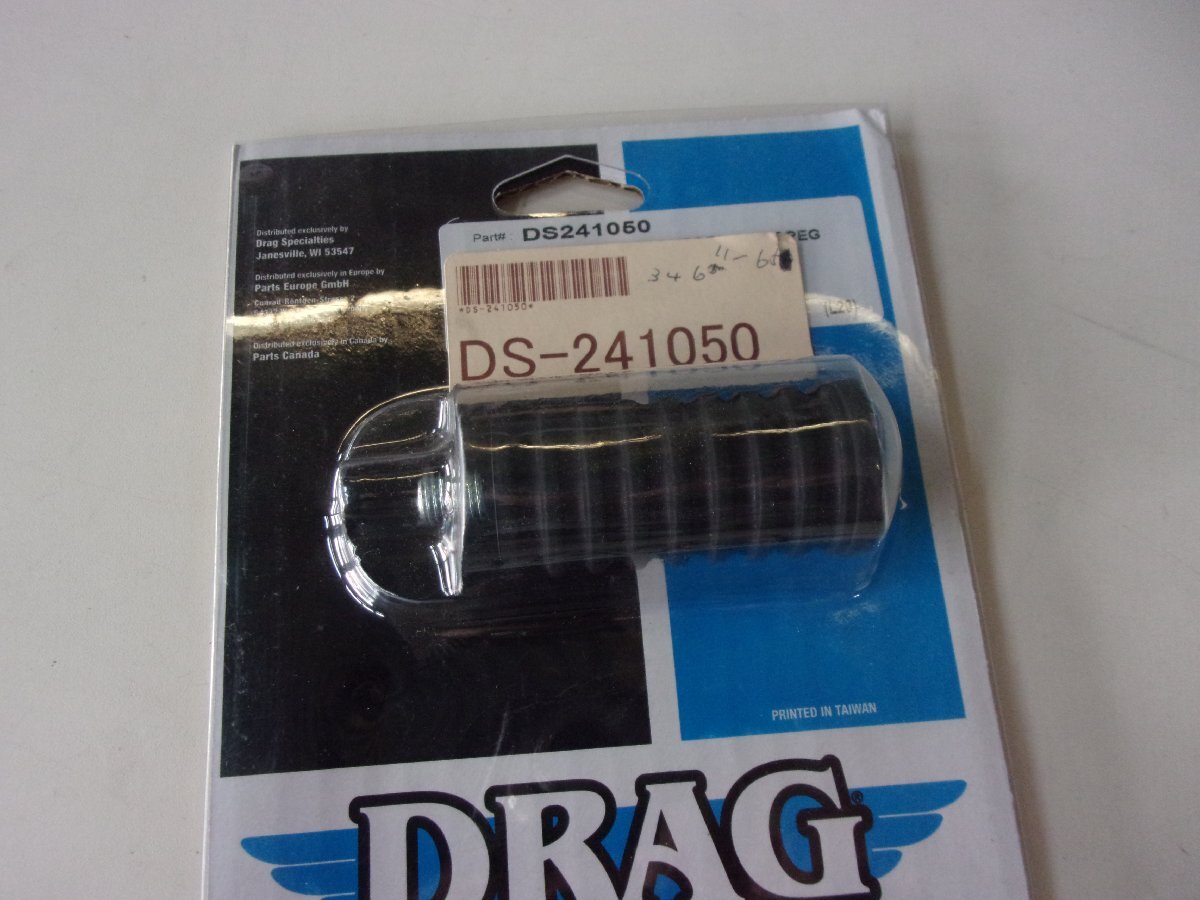 Distributed exclusively by
Drag Specialties
Janesville, WI 53547
Distributed exclusively in Europe by
Parts Europe GmbH
Distributed exclusively in Canada by
Parts Canada
Part#: DS241050
PEG
*DS-241050*
346
DS-241050
PRINTED IN TAIWAN
DRAG®